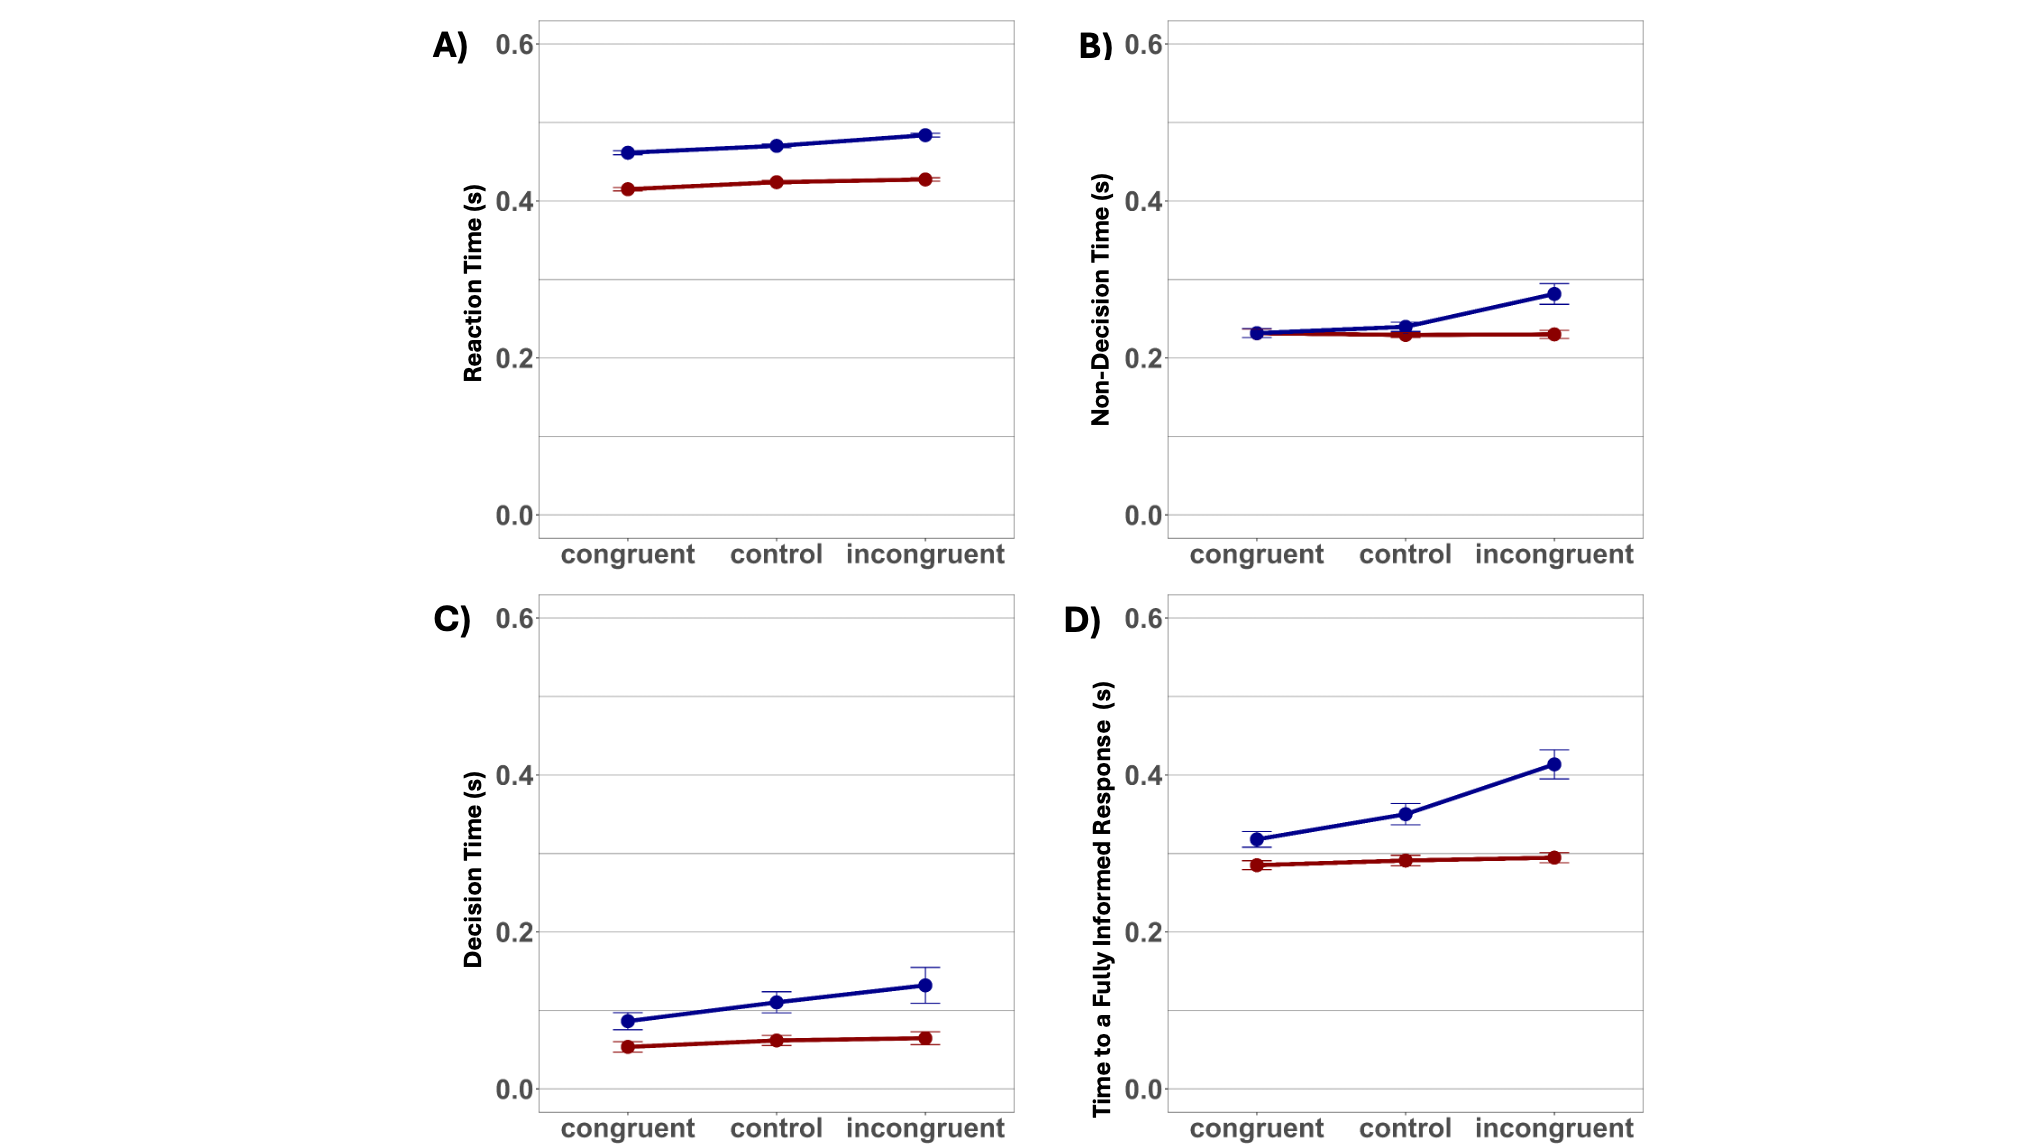 A)
Reaction Time (s)
0.6
0.4
0.2
0.0
congruent control incongruent
B)
Non-Decision Time (s)
0.6
0.4
0.2
0.0
congruent control incongruent
C)
Decision Time (s)
0.6
0.4
0.2
0.0
congruent control incongruent
D)
Time to a Fully Informed Response (s)
0.6
0.4
0.2
0.0
congruent control incongruent